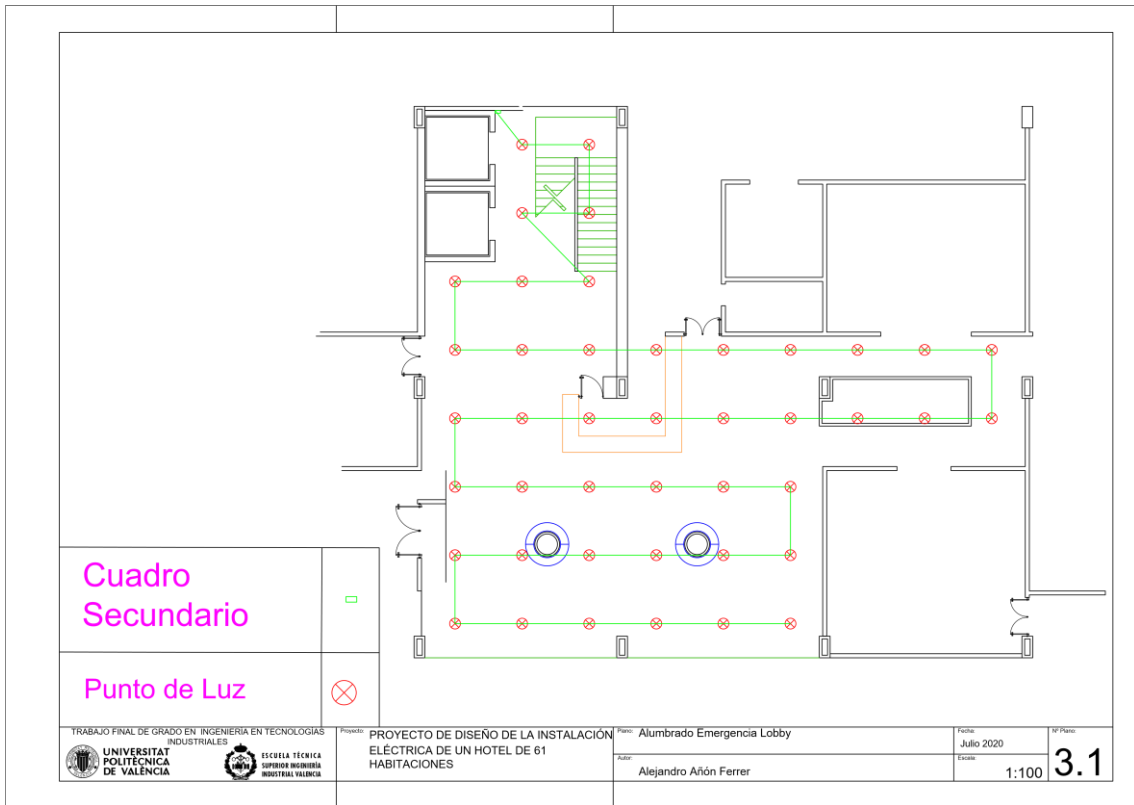 Cuadro
Secundario
Punto de Luz
TRABAJO FINAL DE GRADO EN INGENIERÍA EN TECNOLOGÍAS
INDUSTRIALES
UNIVERSITAT
POLITÈCNICA
DE VALÈNCIA
ESCUELA TÉCNICA
SUPERIOR INGENIERÍA
INDUSTRIAL VALENCIA
Proyecto:
PROYECTO DE DISEÑO DE LA INSTALACIÓN
ELÉCTRICA DE UN HOTEL DE 61
HABITACIONES
Plano: Alumbrado Emergencia Lobby
Autor:
Alejandro Añón Ferrer
Fecha
Julio 2020
Escala:
1:100
Nº Plano:
3.1